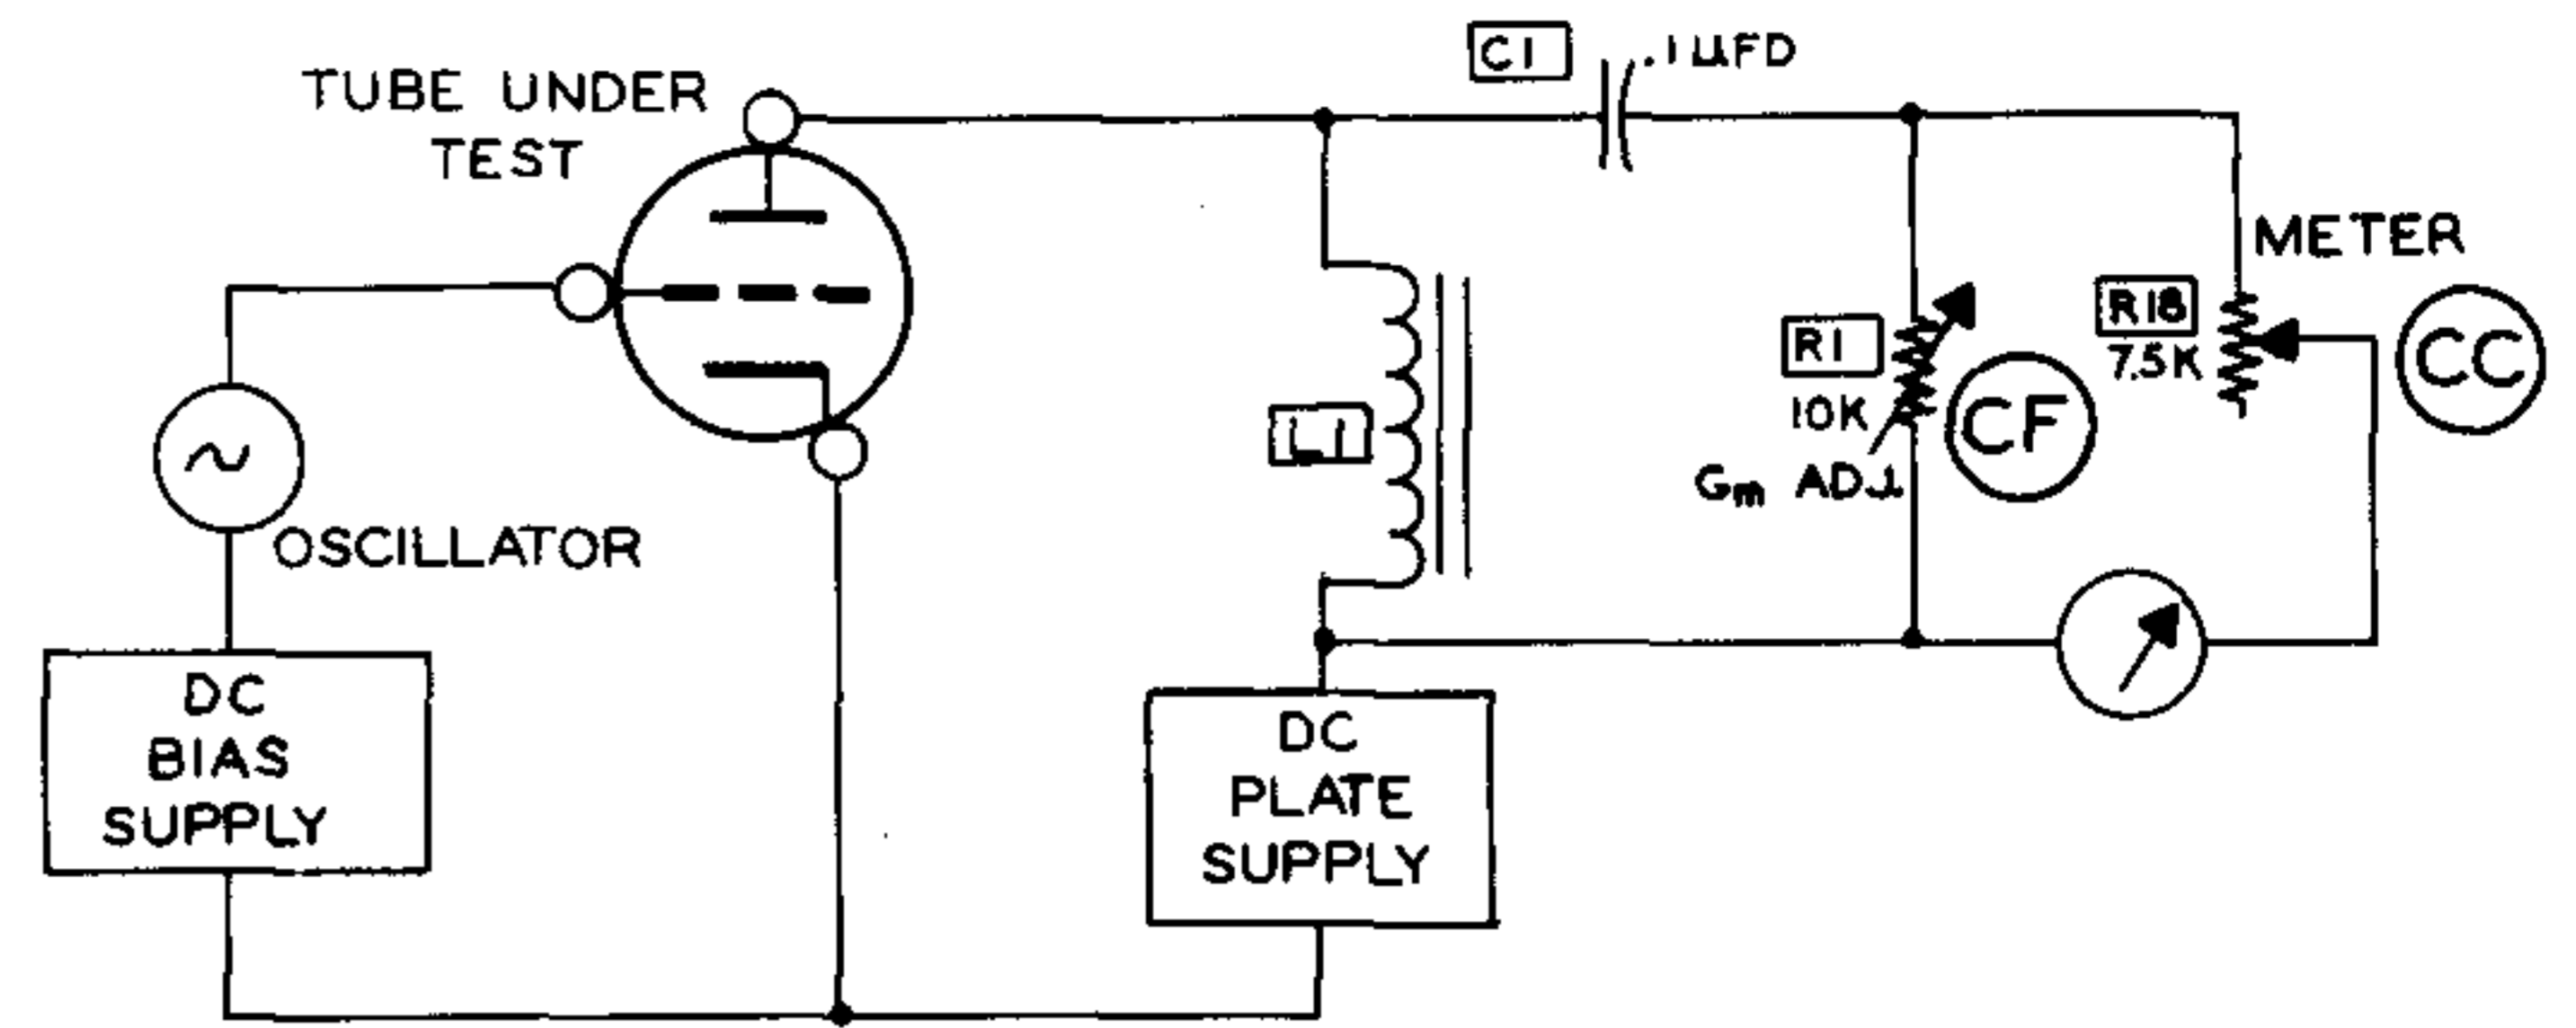 TUBE UNDER
TEST
C1
.1 µFD
METER
R1
10K
Gm ADJ
CF
R18
7.5K
CC
L1
OSCILLATOR
DC
BIAS
SUPPLY
DC
PLATE
SUPPLY